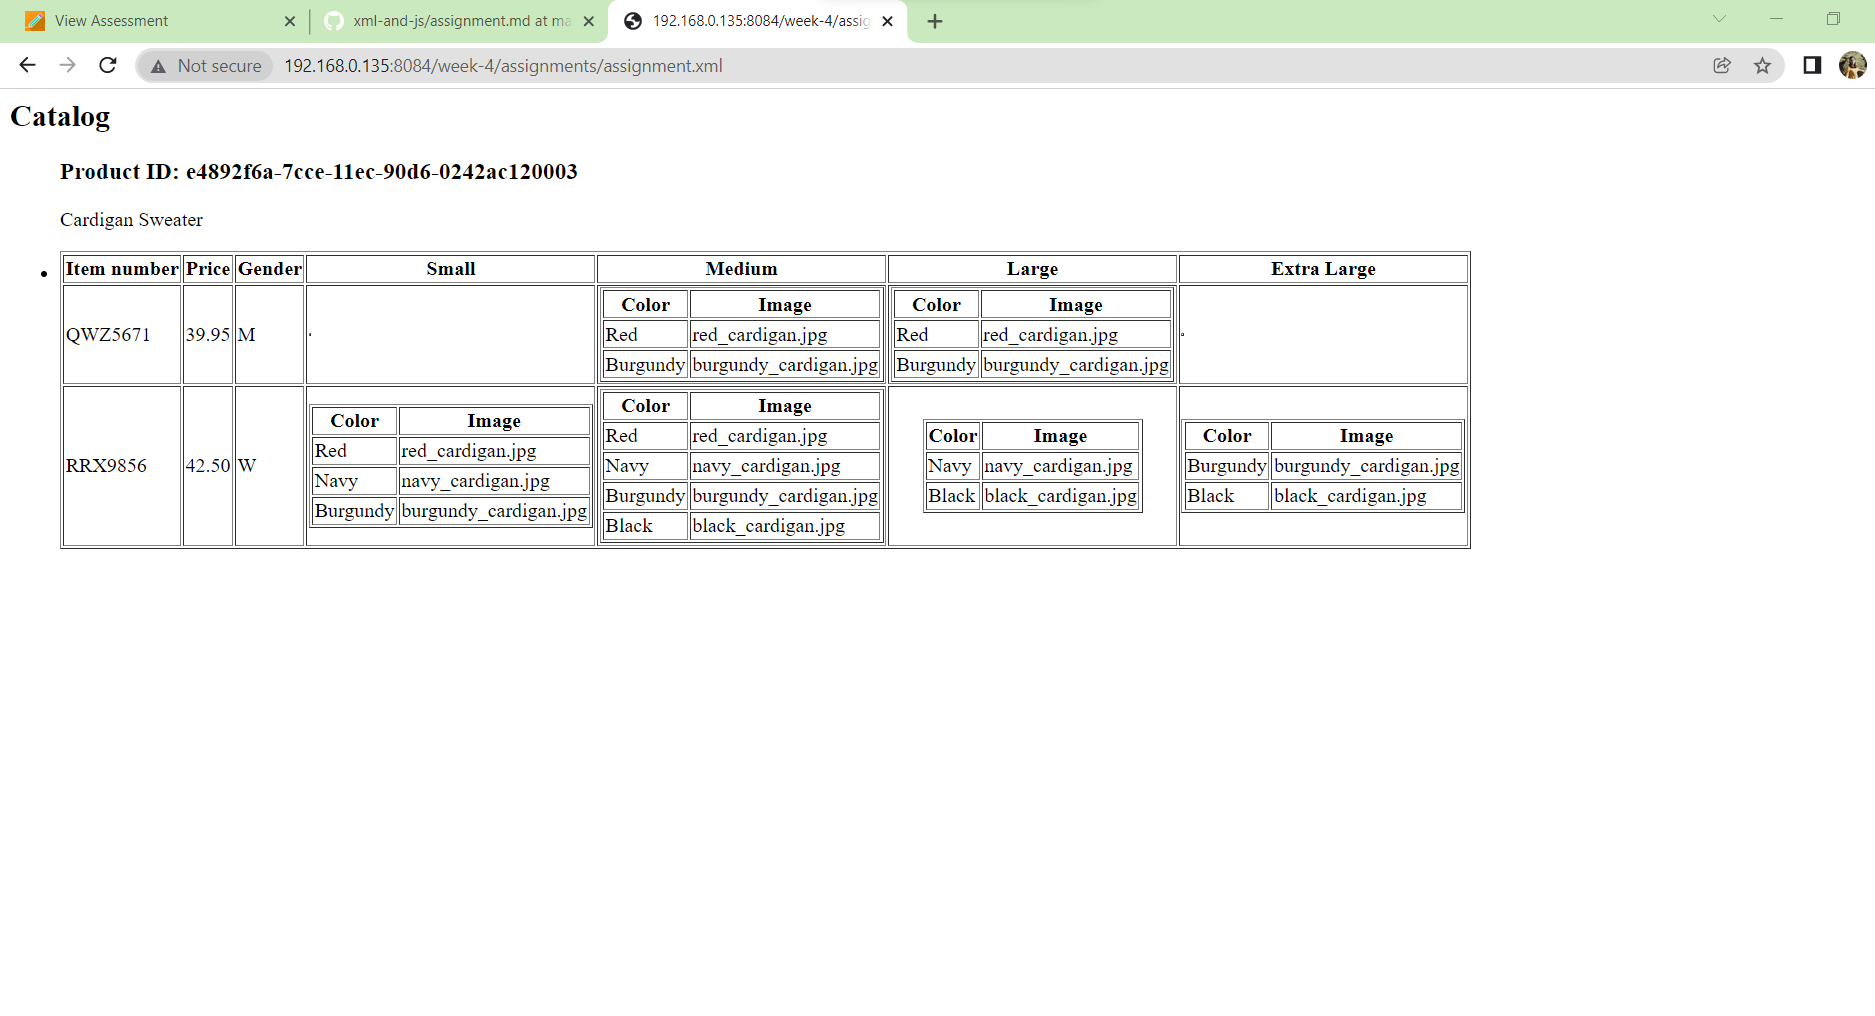 View Assessment
xml-and-js/assignment.md at ma
192.168.0.135:8084/week-4/assig
Not secure
192.168.0.135:8084/week-4/assignments/assignment.xml
Catalog
Product ID: e4892f6a-7cce-11ec-90d6-0242ac120003
Cardigan Sweater
Item number Price Gender Small Medium Large Extra Large
QWZ5671 39.95 M
Color Image
Red red_cardigan.jpg
Burgundy burgundy_cardigan.jpg
Color Image
Red red_cardigan.jpg
Burgundy burgundy_cardigan.jpg
RRX9856 42.50 W
Color Image
Red red_cardigan.jpg
Navy navy_cardigan.jpg
Burgundy burgundy_cardigan.jpg
Color Image
Red red_cardigan.jpg
Navy navy_cardigan.jpg
Burgundy burgundy_cardigan.jpg
Black black_cardigan.jpg
Color Image
Navy navy_cardigan.jpg
Black black_cardigan.jpg
Color Image
Burgundy burgundy_cardigan.jpg
Black black_cardigan.jpg